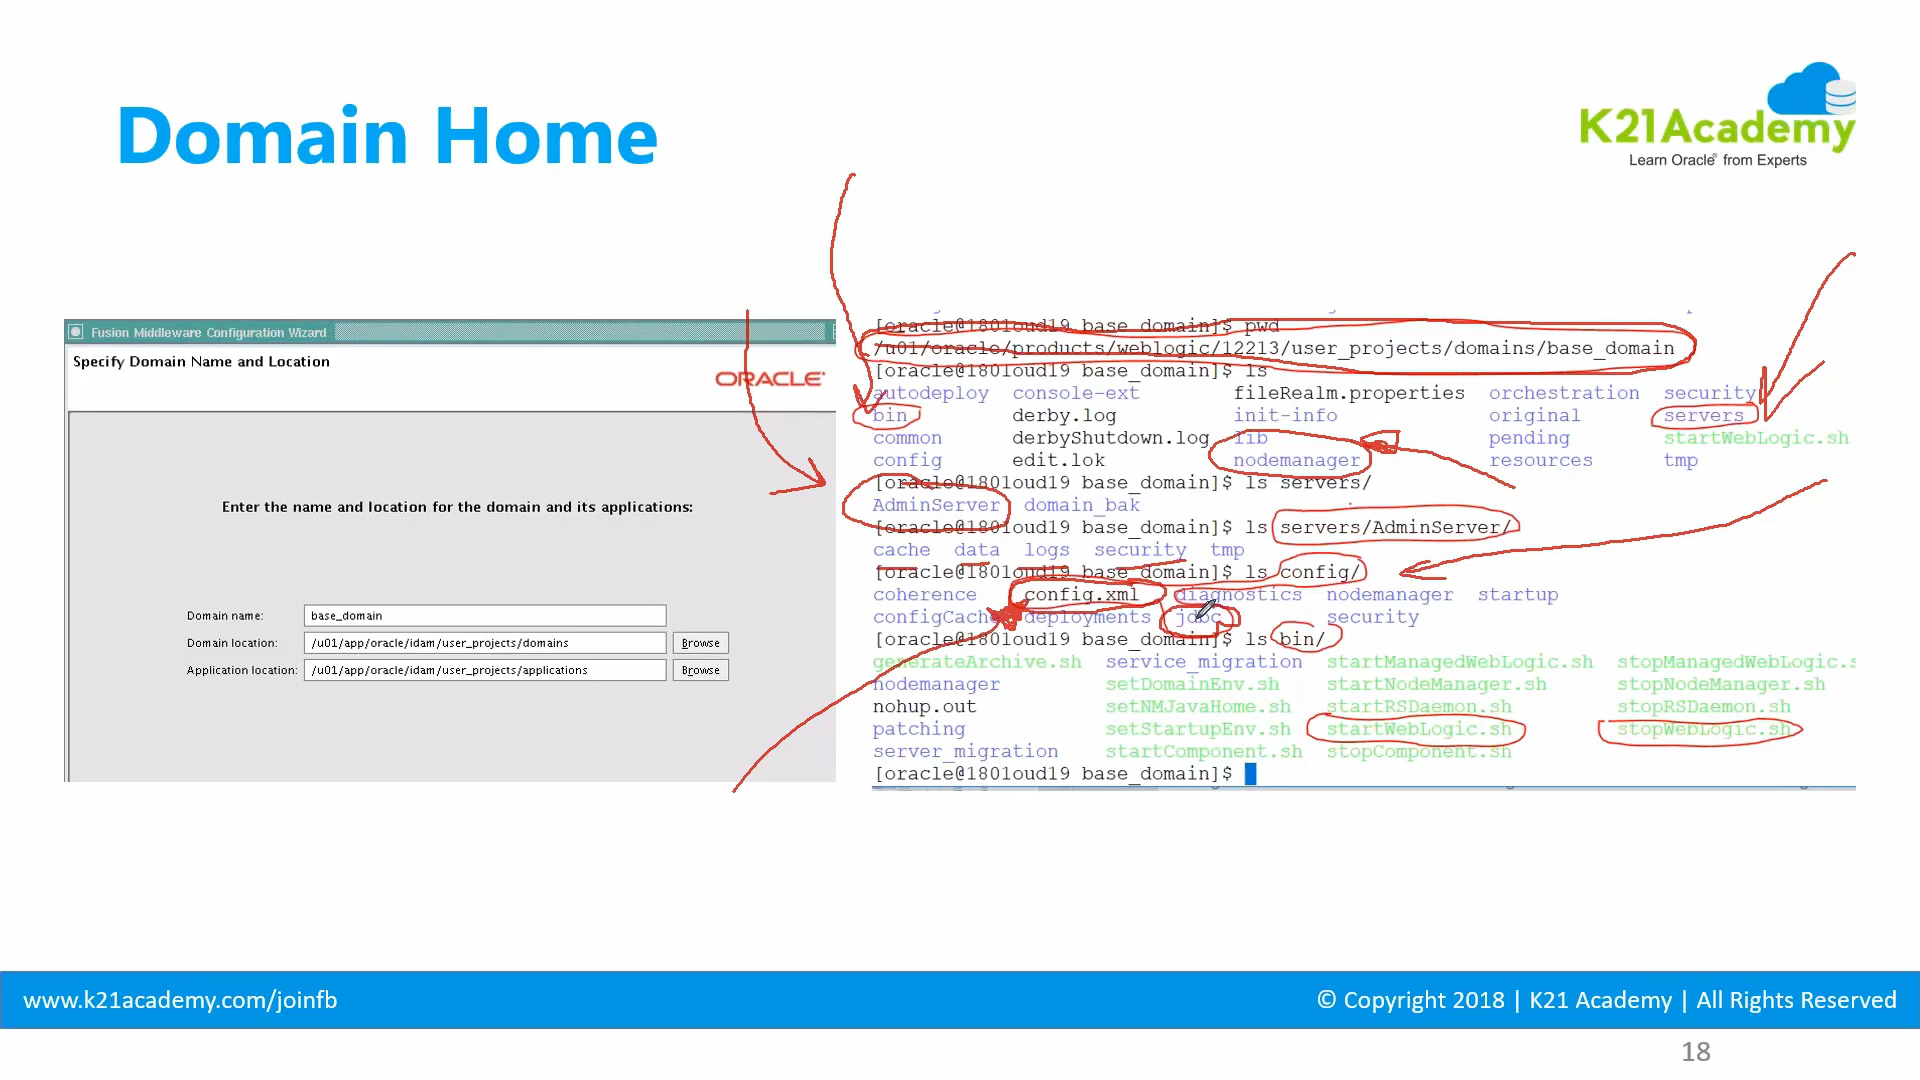 Domain Home
K21Academy
Learn Oracle® from Experts
Fusion Middleware Configuration Wizard
Specify Domain Name and Location
ORACLE
Enter the name and location for the domain and its applications:
Domain name: base_domain
Domain location: /u01/app/oracle/idam/user_projects/domains Browse
Application location: /u01/app/oracle/idam/user_projects/applications Browse
[oracle@1801oud19 base_domain]$ pwd
/u01/oracle/products/weblogic/12213/user_projects/domains/base_domain
[oracle@1801oud19 base_domain]$ ls
autodeploy console-ext fileRealm.properties orchestration security
bin derby.log init-info original servers
common derbyShutdown.log lib pending startWebLogic.sh
config edit.lok nodemanager resources tmp
[oracle@1801oud19 base_domain]$ ls servers/
AdminServer domain_bak
[oracle@1801oud19 base_domain]$ ls servers/AdminServer/
cache data logs security tmp
[oracle@1801oud19 base_domain]$ ls config/
coherence config.xml diagnostics nodemanager startup
configCache deployments jdbc security
[oracle@1801oud19 base_domain]$ ls bin/
generateArchive.sh service_migration startManagedWebLogic.sh stopManagedWebLogic.s
nodemanager setDomainEnv.sh startNodeManager.sh stopNodeManager.sh
nohup.out setNMJavaHome.sh startRSDaemon.sh stopRSDaemon.sh
patching setStartupEnv.sh startWebLogic.sh stopWebLogic.sh
server_migration startComponent.sh stopComponent.sh
[oracle@1801oud19 base_domain]$
www.k21academy.com/joinfb
© Copyright 2018 | K21 Academy | All Rights Reserved
18